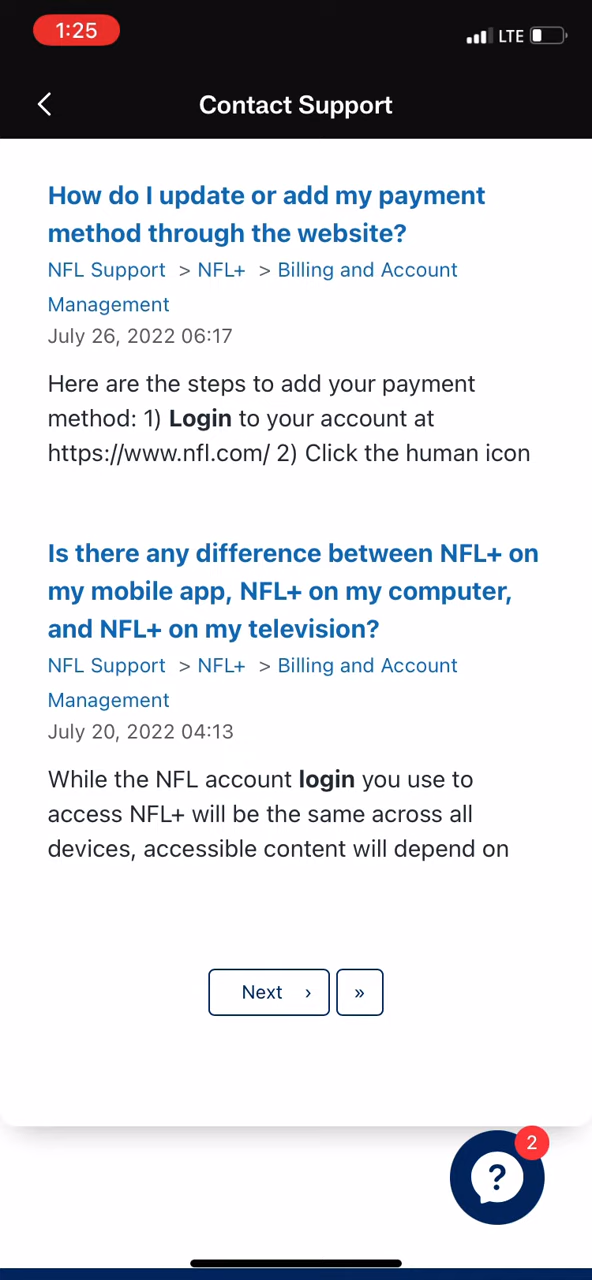 1:25
LTE
Contact Support
How do I update or add my payment
method through the website?
NFL Support > NFL+ > Billing and Account
Management
July 26, 2022 06:17
Here are the steps to add your payment
method: 1) Login to your account at
https://www.nfl.com/ 2) Click the human icon
Is there any difference between NFL+ on
my mobile app, NFL+ on my computer,
and NFL+ on my television?
NFL Support > NFL+ > Billing and Account
Management
July 20, 2022 04:13
While the NFL account login you use to
access NFL+ will be the same across all
devices, accessible content will depend on
Next › »
2
?